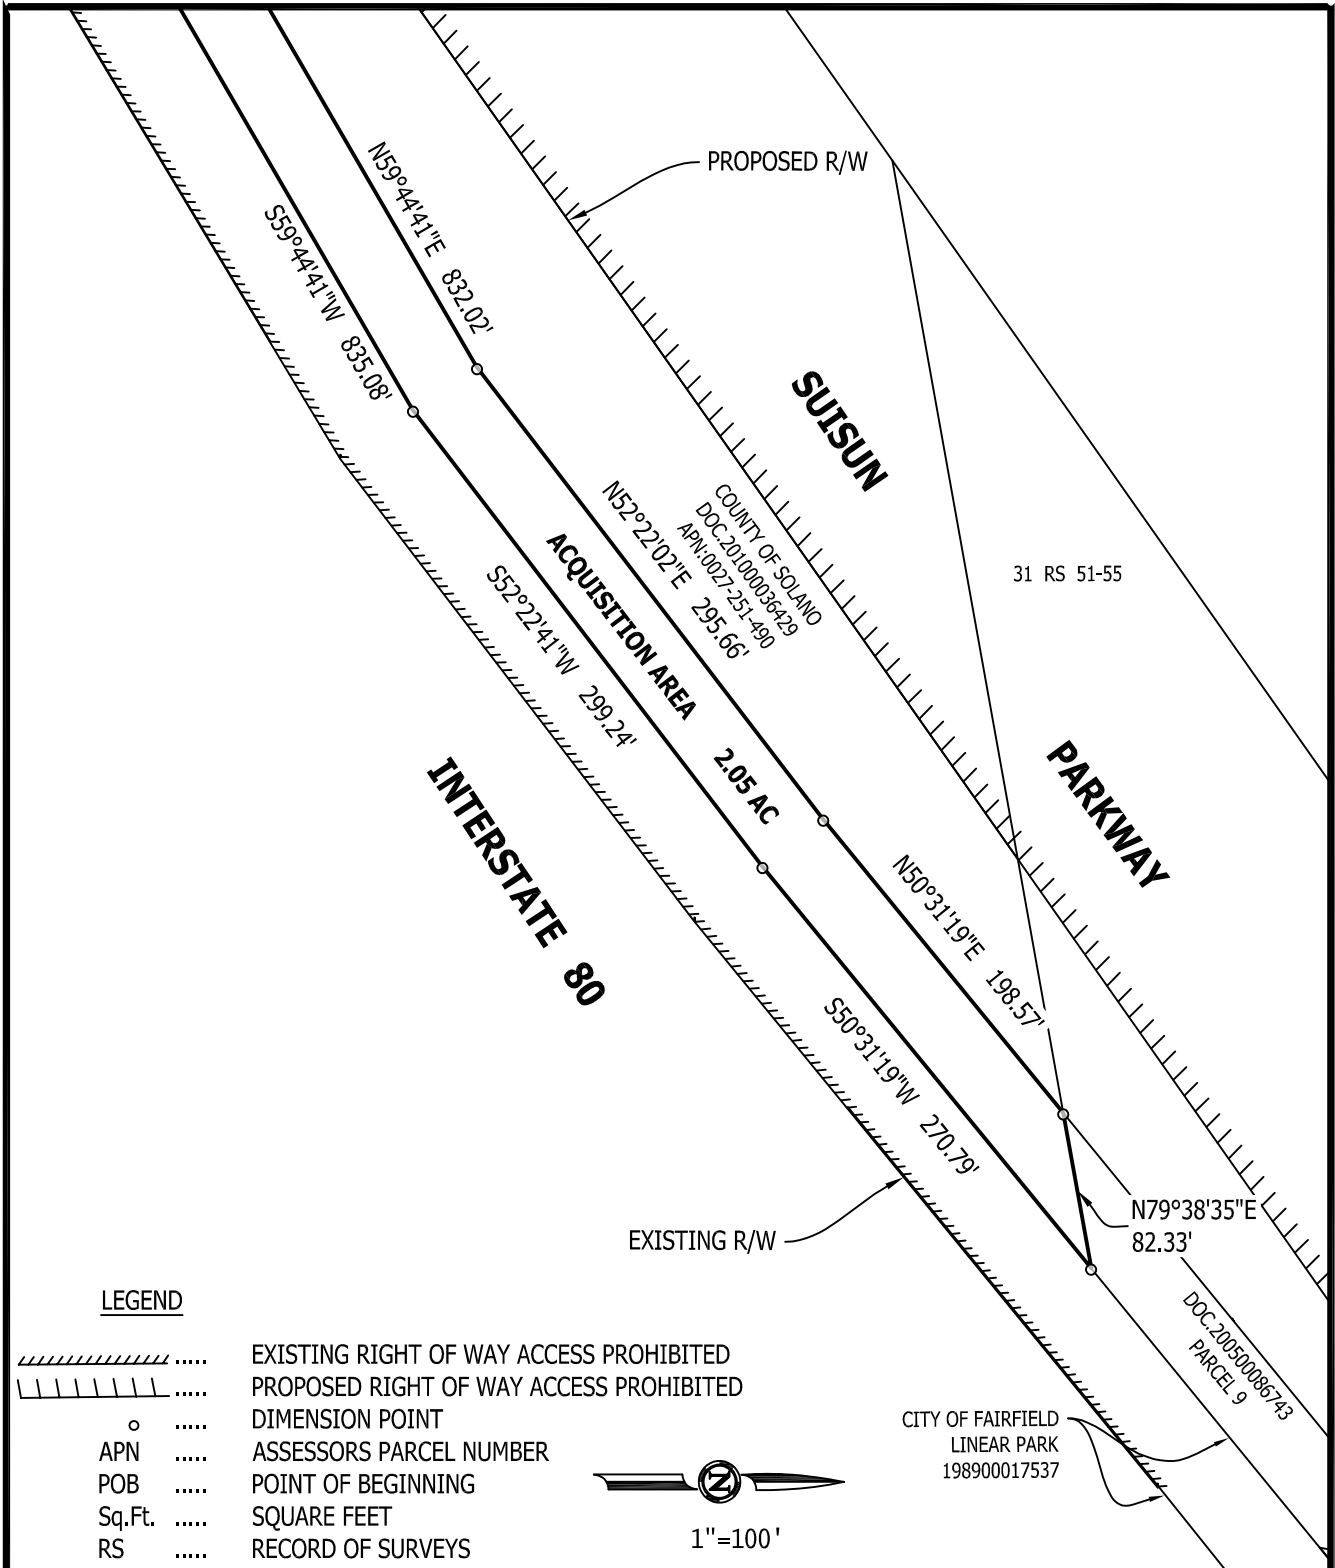 PROPOSED R/W
N59°44'41"E 832.02'
S59°44'41"W 835.08'
SUISUN
COUNTY OF SOLANO
DOC.201000036429
APN:0027-251-490
N52°22'02"E 295.66'
31 RS 51-55
ACQUISITION AREA 2.05 AC
S52°22'41"W 299.24'
PARKWAY
INTERSTATE 80
N50°31'19"E 198.57'
S50°31'19"W 270.79'
N79°38'35"E
82.33'
EXISTING R/W
DOC.200500086743
PARCEL 9
CITY OF FAIRFIELD
LINEAR PARK
198900017537
LEGEND
..... EXISTING RIGHT OF WAY ACCESS PROHIBITED
..... PROPOSED RIGHT OF WAY ACCESS PROHIBITED
..... DIMENSION POINT
APN ..... ASSESSORS PARCEL NUMBER
POB ..... POINT OF BEGINNING
Sq.Ft. ..... SQUARE FEET
RS ..... RECORD OF SURVEYS
N
1"=100'